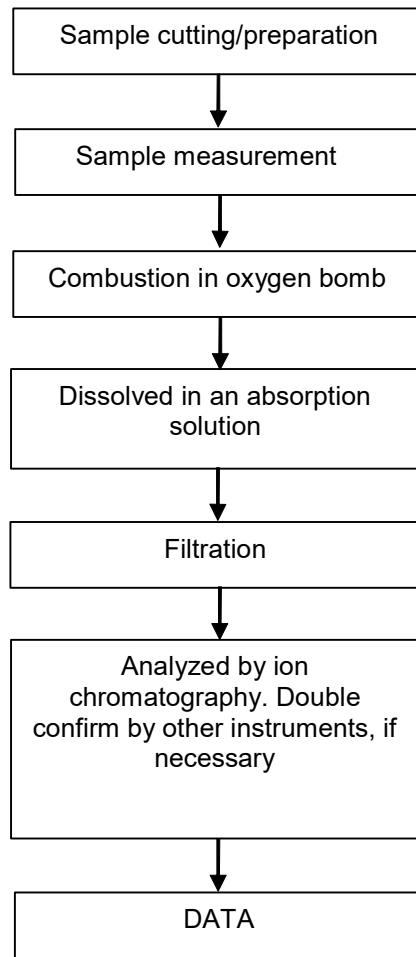 Sample cutting/preparation
Sample measurement
Combustion in oxygen bomb
Dissolved in an absorption
solution
Filtration
Analyzed by ion
chromatography. Double
confirm by other instruments, if
necessary
DATA